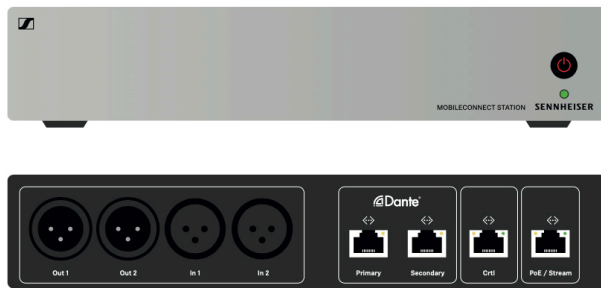 MOBILECONNECT STATION SENNHEISER
Dante®
Out 1 Out 2 In 1 In 2 Primary Secondary Crtl PoE / Stream